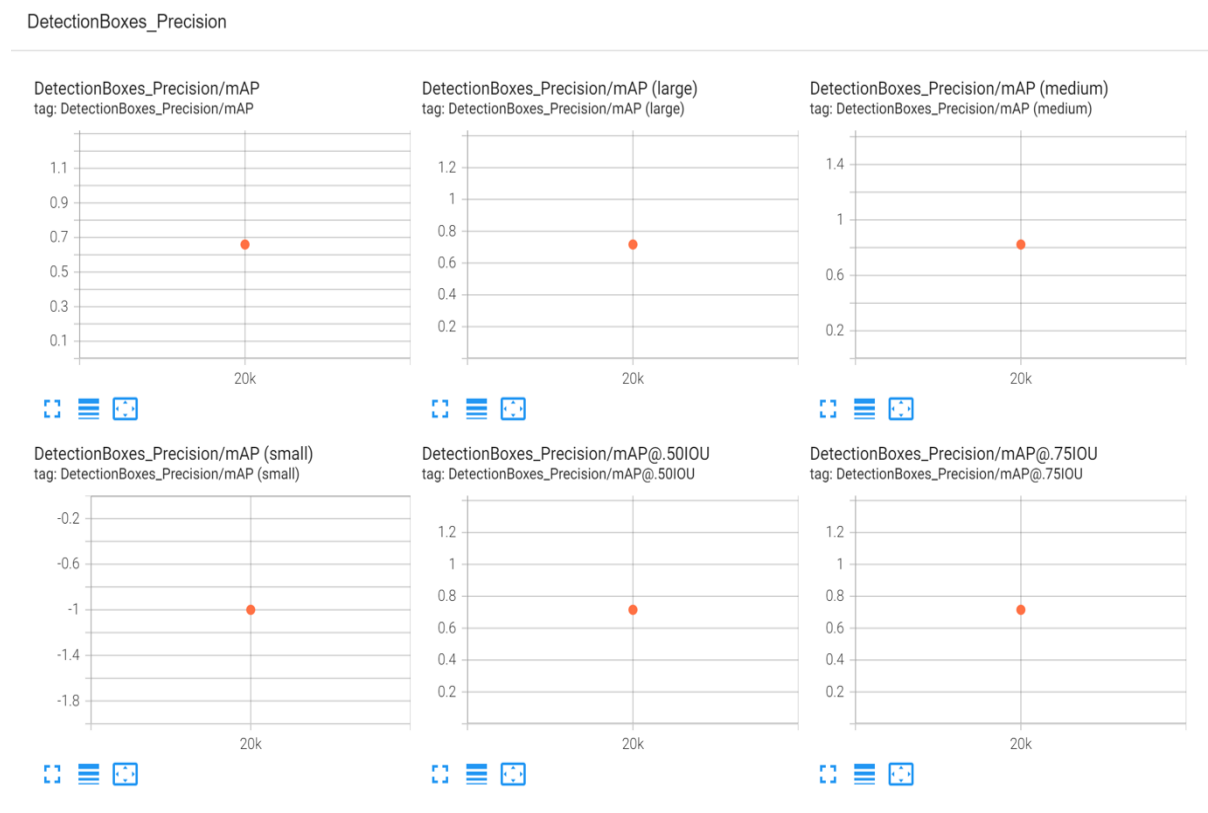 DetectionBoxes_Precision
DetectionBoxes_Precision/mAP
tag: DetectionBoxes_Precision/mAP
1.1
0.9
0.7
0.5
0.3
0.1
20k
DetectionBoxes_Precision/mAP (large)
tag: DetectionBoxes_Precision/mAP (large)
1.2
1
0.8
0.6
0.4
0.2
20k
DetectionBoxes_Precision/mAP (medium)
tag: DetectionBoxes_Precision/mAP (medium)
1.4
1
0.6
0.2
20k
DetectionBoxes_Precision/mAP (small)
tag: DetectionBoxes_Precision/mAP (small)
-0.2
-0.6
-1
-1.4
-1.8
20k
DetectionBoxes_Precision/mAP@.50IOU
tag: DetectionBoxes_Precision/mAP@.50IOU
1.2
1
0.8
0.6
0.4
0.2
20k
DetectionBoxes_Precision/mAP@.75IOU
tag: DetectionBoxes_Precision/mAP@.75IOU
1.2
1
0.8
0.6
0.4
0.2
20k